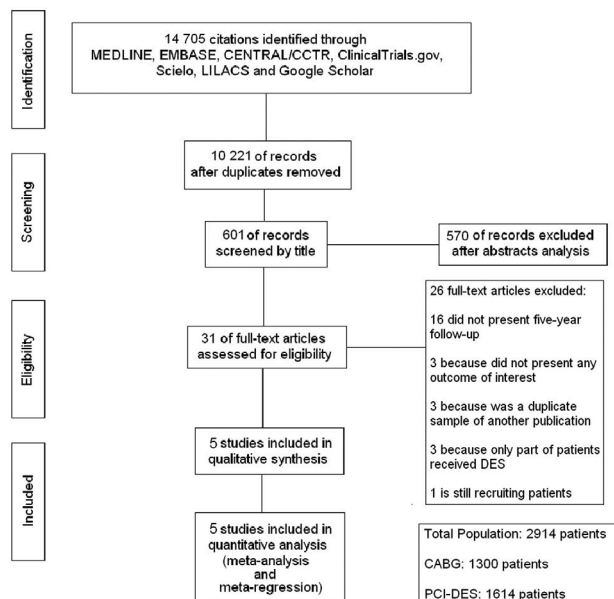 Identification
14 705 citations identified through
MEDLINE, EMBASE, CENTRAL/CCTR, ClinicalTrials.gov,
Scielo, LILACS and Google Scholar
Screening
10 221 of records
after duplicates removed
601 of records
screened by title
570 of records excluded
after abstracts analysis
Eligibility
31 of full-text articles
assessed for eligibility
26 full-text articles excluded:
16 did not present five-year
follow-up
3 because did not present any
outcome of interest
3 because was a duplicate
sample of another publication
3 because only part of patients
received DES
1 is still recruiting patients
Included
5 studies included in
qualitative synthesis
5 studies included in
quantitative analysis
(meta-analysis
and
meta-regression)
Total Population: 2914 patients
CABG: 1300 patients
PCI-DES: 1614 patients